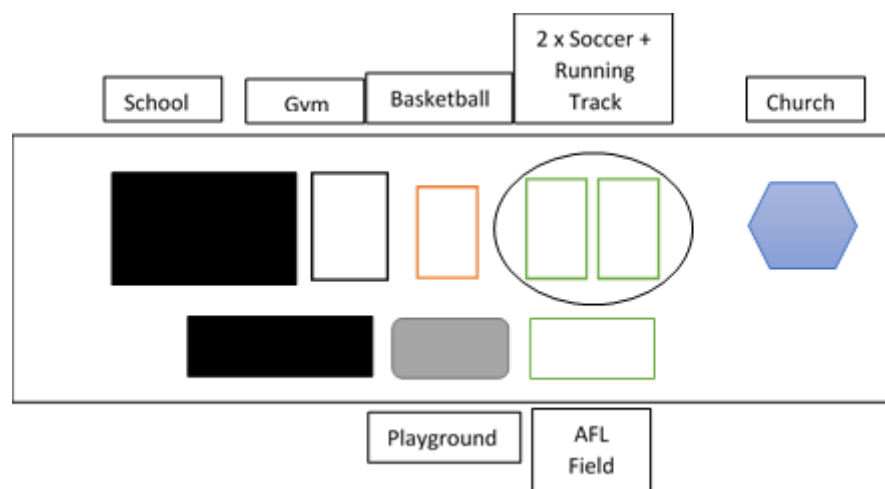 School
Gym
Basketball
2 x Soccer +
Running
Track
Church
Playground
AFL
Field